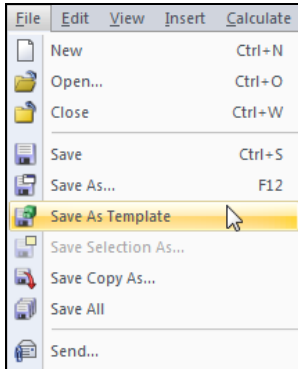 File Edit View Insert Calculate
New Ctrl+N
Open... Ctrl+O
Close Ctrl+W
Save Ctrl+S
Save As... F12
Save As Template
Save Selection As...
Save Copy As...
Save All
Send...